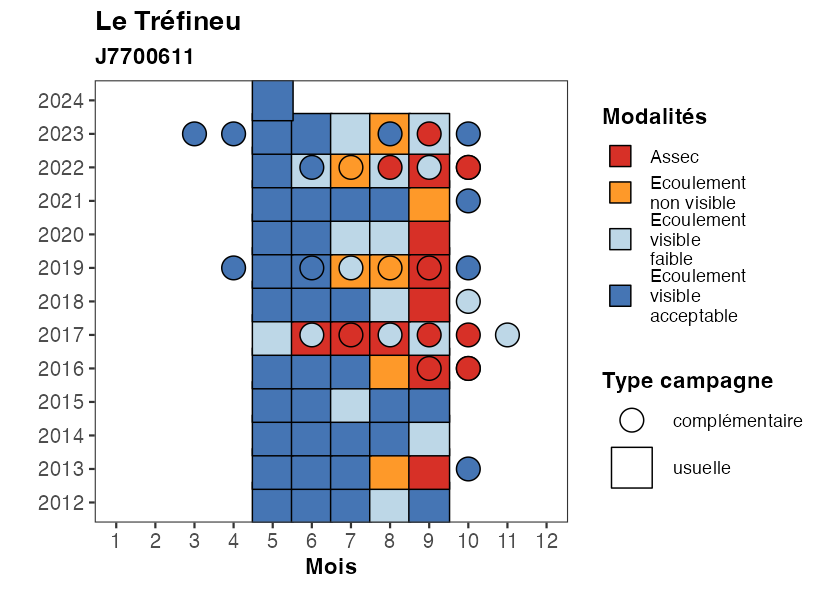 Le Tréfineu
J7700611
2024
2023
2022
2021
2020
2019
2018
2017
2016
2015
2014
2013
2012
1 2 3 4 5 6 7 8 9 10 11 12
Mois
Modalités
Assec
Ecoulement
non visible
Ecoulement
visible
faible
Ecoulement
visible
acceptable
Type campagne
complémentaire
usuelle